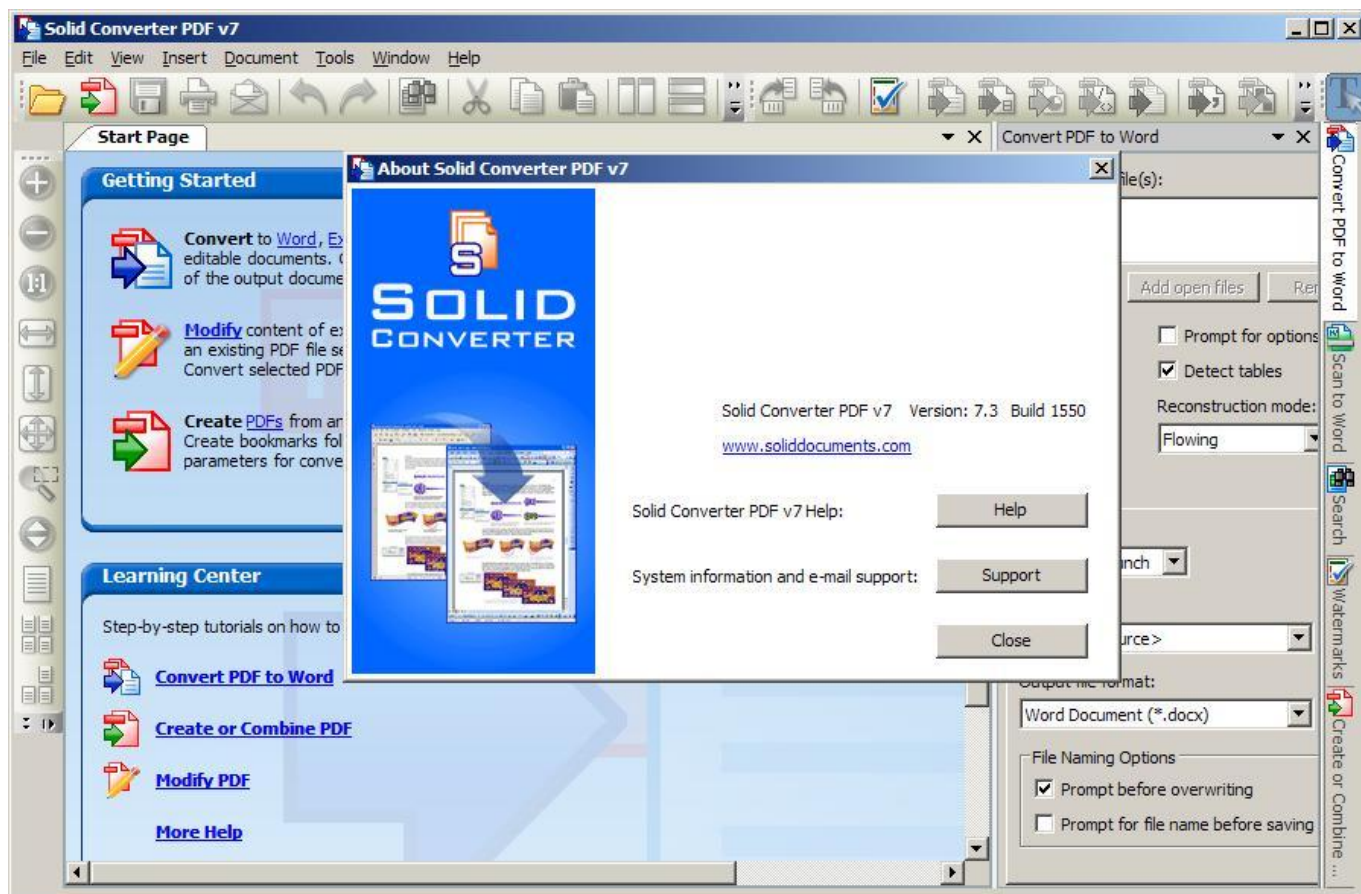 Solid Converter PDF v7
File Edit View Insert Document Tools Window Help
Start Page
Convert PDF to Word
Getting Started
Convert to Word, Ex
editable documents.
of the output docume
Modify content of ex
an existing PDF file se
Convert selected PDF
Create PDFs from an
Create bookmarks fol
parameters for conve
Learning Center
Step-by-step tutorials on how to
Convert PDF to Word
Create or Combine PDF
Modify PDF
More Help
About Solid Converter PDF v7
S
SOLID
CONVERTER
Solid Converter PDF v7 Version: 7.3 Build 1550
www.soliddocuments.com
Solid Converter PDF v7 Help:
Help
System information and e-mail support:
Support
Close
file(s):
Add open files
Rer
Prompt for options
Detect tables
Reconstruction mode:
Flowing
unch
urce>
Output file format:
Word Document (*.docx)
File Naming Options
Prompt before overwriting
Prompt for file name before saving
Convert PDF to Word
Scan to Word
Search
Watermarks
Create or Combine ...
1:1